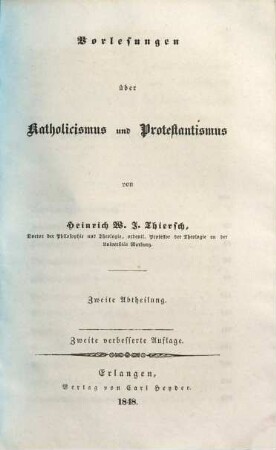 Vorlesungen
über
Katholicismus und Protestantismus
von
Heinrich W. J. Thiersch,
Doctor der Philosophie und Theologie, ordentl. Professor der Theologie an der
Universität Marburg.
Zweite Abtheilung.
Zweite verbesserte Auflage.
Erlangen,
Verlag von Carl Heyder.
1848.